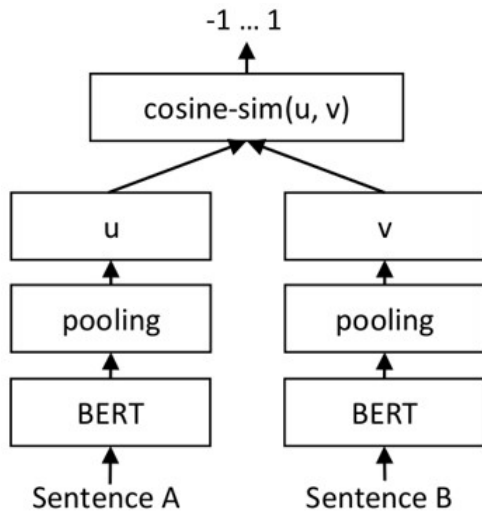 -1 ... 1
cosine-sim(u, v)
u v
pooling pooling
BERT BERT
Sentence A Sentence B